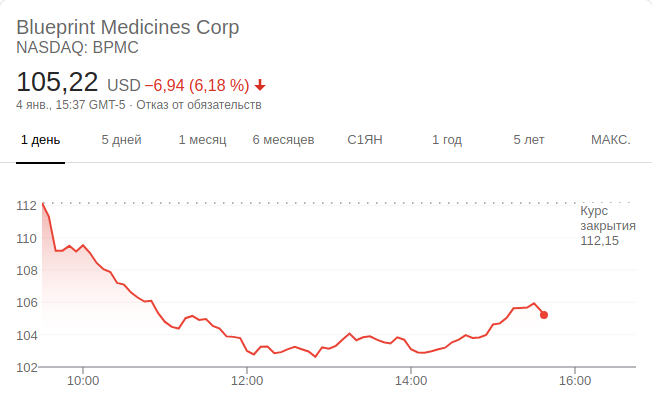 Blueprint Medicines Corp
NASDAQ: BPMC
105,22 USD −6,94 (6,18 %)
4 янв., 15:37 GMT-5 · Отказ от обязательств
1 день 5 дней 1 месяц 6 месяцев С1ЯН 1 год 5 лет МАКС.
112
Курс
закрытия
112,15
110
108
106
104
102
10:00 12:00 14:00 16:00